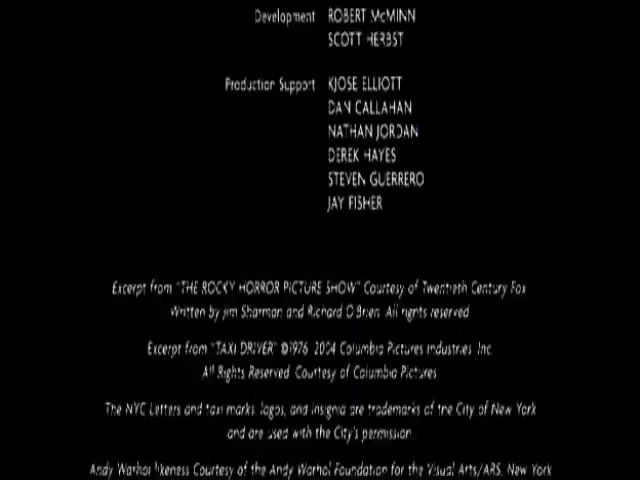 Development ROBERT McMINN
SCOTT HERBST
Production Support KJOSE ELLIOTT
DAN CALLAHAN
NATHAN JORDAN
DEREK HAYES
STEVEN GUERRERO
JAY FISHER
Excerpt from "THE ROCKY HORROR PICTURE SHOW" Courtesy of Twentieth Century Fox
Written by Jim Sharman and Richard O'Brien. All rights reserved.
Excerpt from "TAXI DRIVER" ©1976, 2004 Columbia Pictures Industries, Inc.
All Rights Reserved. Courtesy of Columbia Pictures
The NYC Letters and taxi marks, logos, and insignia are trademarks of the City of New York
and are used with the City's permission.
Andy Warhol likeness Courtesy of the Andy Warhol Foundation for the Visual Arts/ARS, New York